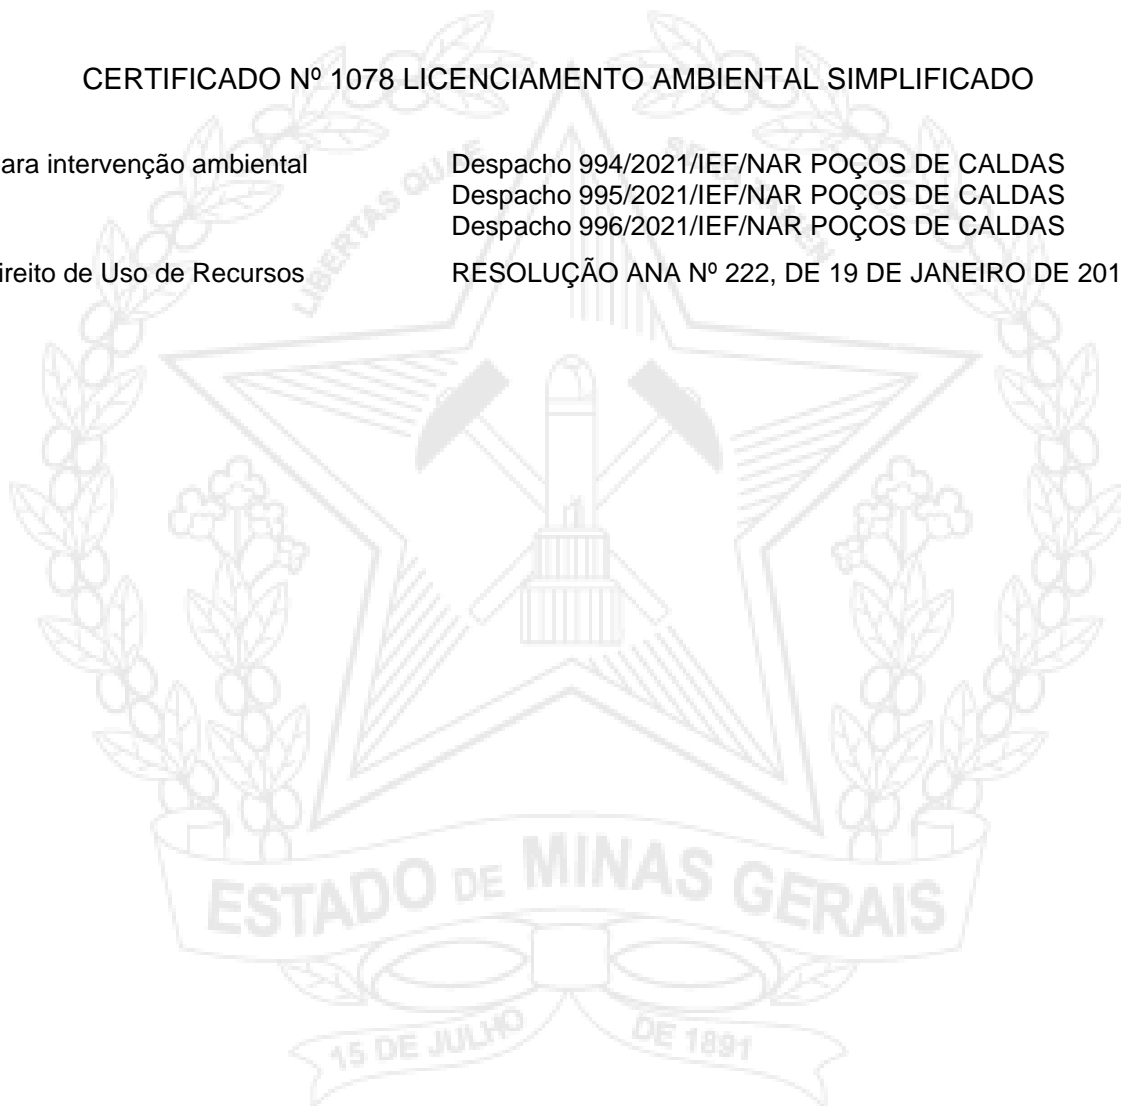 CERTIFICADO Nº 1078 LICENCIAMENTO AMBIENTAL SIMPLIFICADO
ara intervenção ambiental
Despacho 994/2021/IEF/NAR POÇOS DE CALDAS
Despacho 995/2021/IEF/NAR POÇOS DE CALDAS
Despacho 996/2021/IEF/NAR POÇOS DE CALDAS
ireito de Uso de Recursos
RESOLUÇÃO ANA Nº 222, DE 19 DE JANEIRO DE 201
LIBERTAS QUAE
ESTADO DE MINAS GERAIS
15 DE JULHO DE 1891